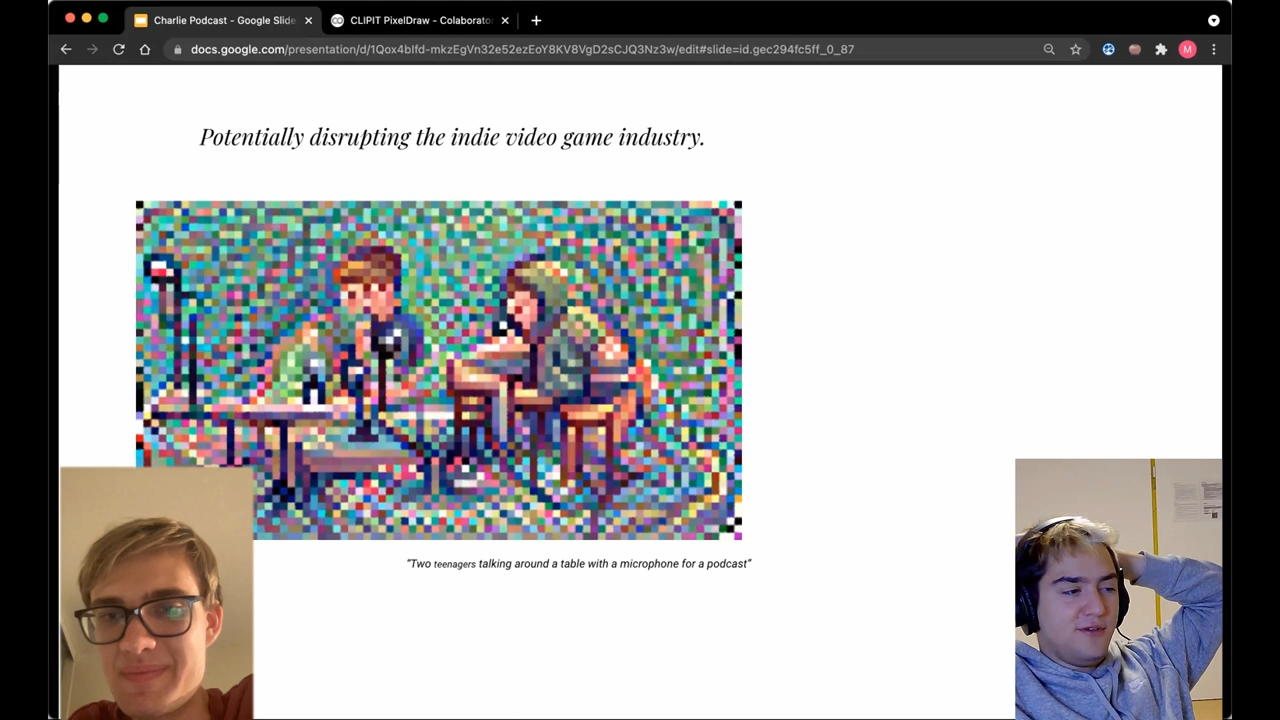 Charlie Podcast - Google Slide
CLIPIT PixelDraw - Colaborato
docs.google.com/presentation/d/1Qox4bIfd-mkzEgVn32e52ezEoY8KV8VgD2sCJQ3Nz3w/edit#slide=id.gec294fc5ff_0_87
M
Potentially disrupting the indie video game industry.
“Two teenagers talking around a table with a microphone for a podcast”